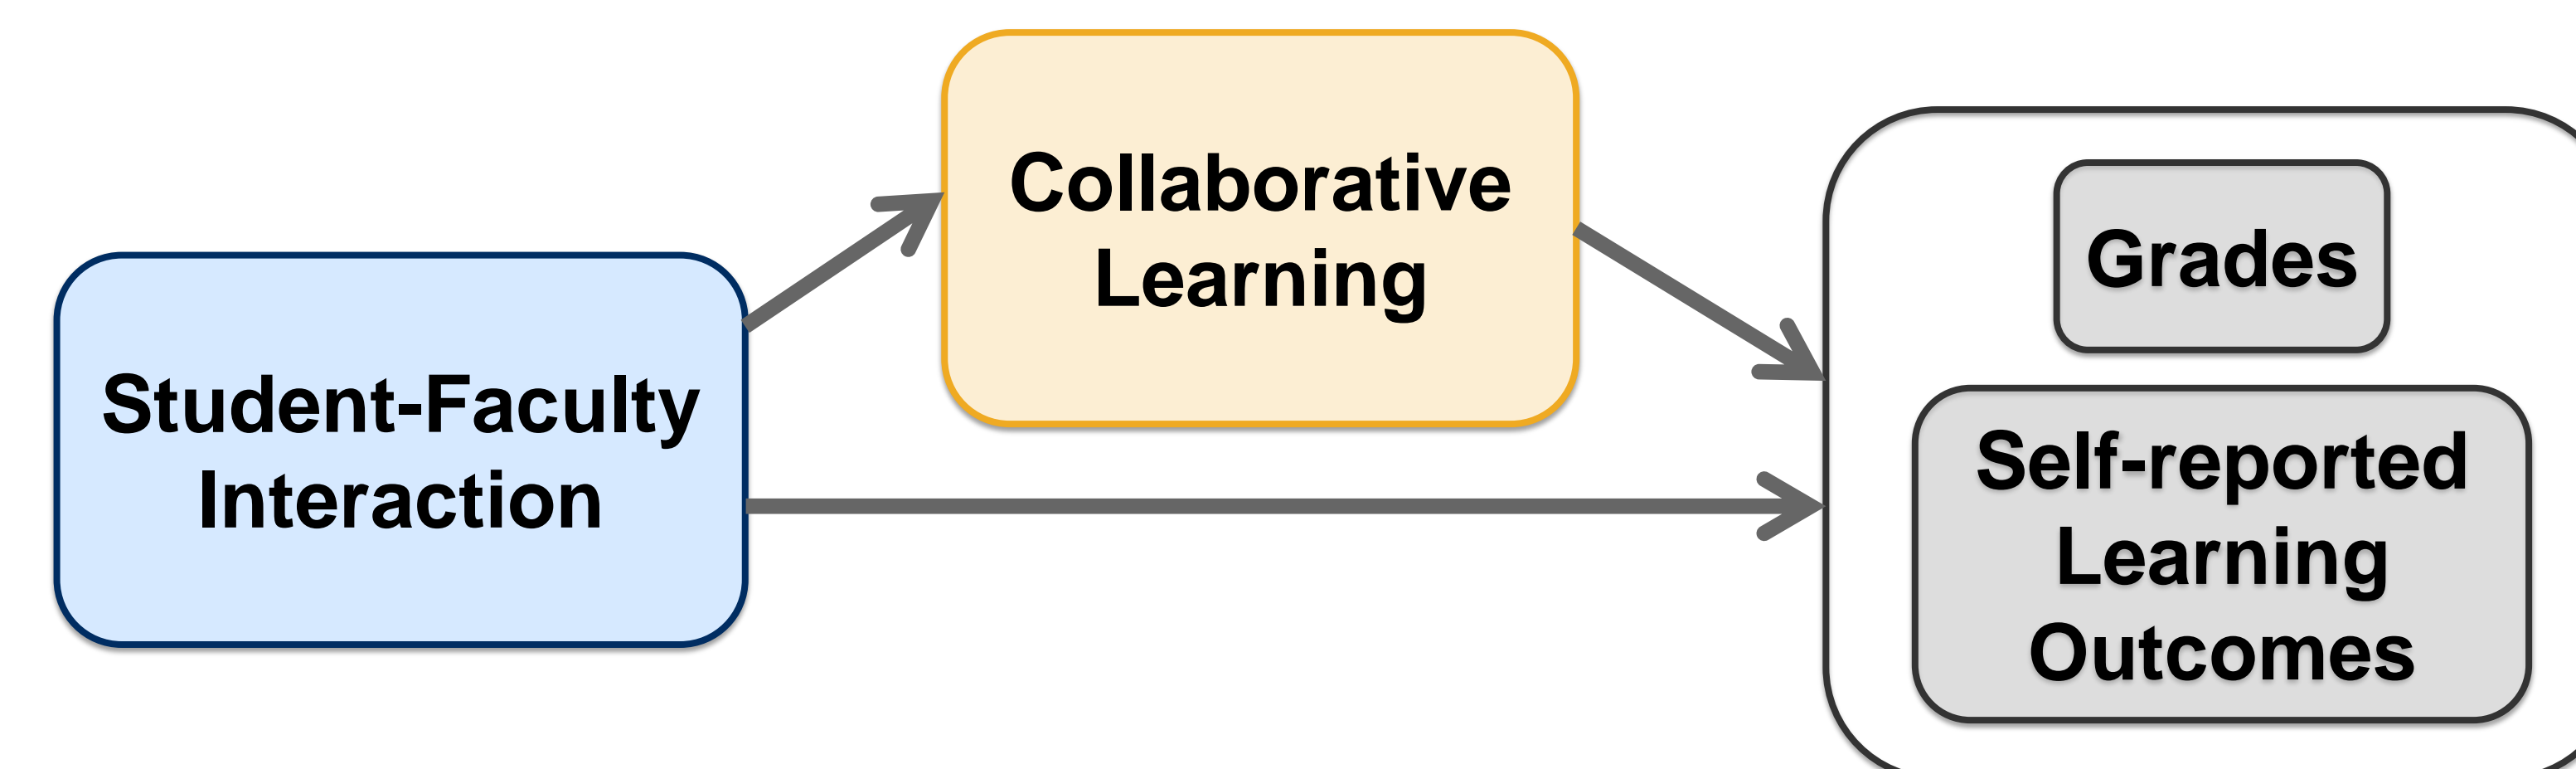 Student-Faculty
Interaction
Collaborative
Learning
Grades
Self-reported
Learning
Outcomes